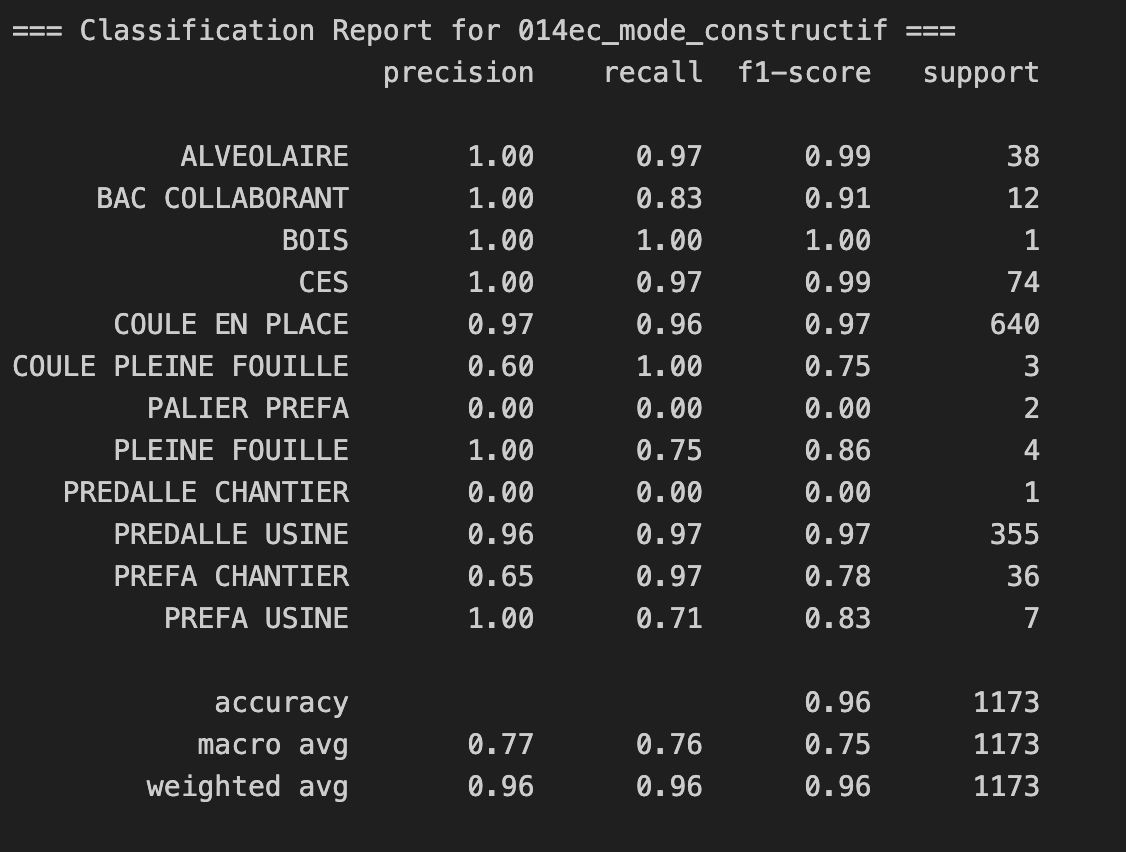 === Classification Report for 014ec_mode_constructif ===
precision recall f1-score support
ALVEOLAIRE 1.00 0.97 0.99 38
BAC COLLABORANT 1.00 0.83 0.91 12
BOIS 1.00 1.00 1.00 1
CES 1.00 0.97 0.99 74
COULE EN PLACE 0.97 0.96 0.97 640
COULE PLEINE FOUILLE 0.60 1.00 0.75 3
PALIER PREFA 0.00 0.00 0.00 2
PLEINE FOUILLE 1.00 0.75 0.86 4
PREDALLE CHANTIER 0.00 0.00 0.00 1
PREDALLE USINE 0.96 0.97 0.97 355
PREFA CHANTIER 0.65 0.97 0.78 36
PREFA USINE 1.00 0.71 0.83 7
accuracy 0.96 1173
macro avg 0.77 0.76 0.75 1173
weighted avg 0.96 0.96 0.96 1173